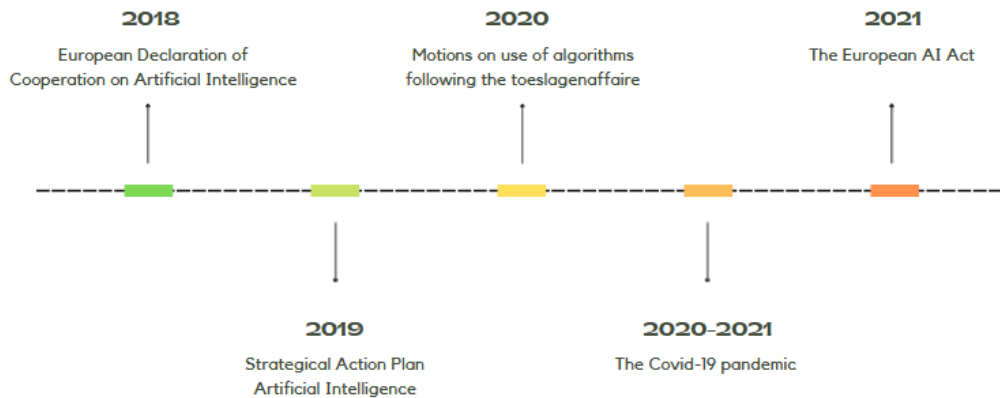 2018
European Declaration of
Cooperation on Artificial Intelligence
2020
Motions on use of algorithms
following the toeslagenaffaire
2021
The European AI Act
2019
Strategical Action Plan
Artificial Intelligence
2020-2021
The Covid-19 pandemic